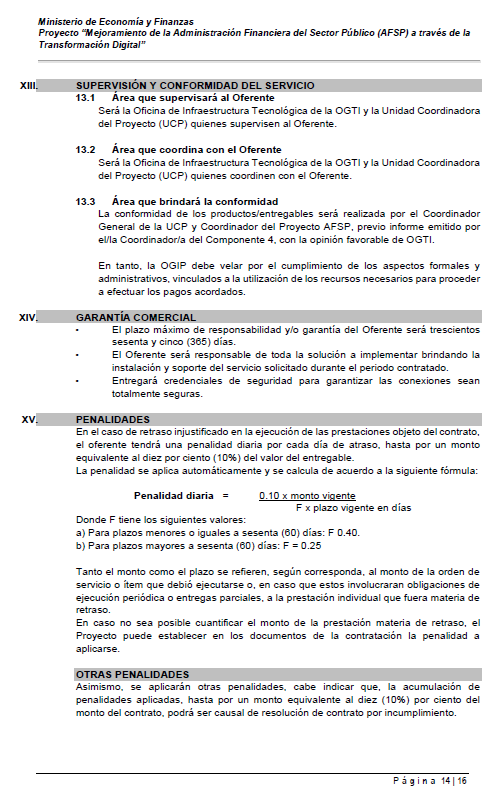 Ministerio de Economía y Finanzas
Proyecto “Mejoramiento de la Administración Financiera del Sector Público (AFSP) a través de la
Transformación Digital”
XIII. SUPERVISIÓN Y CONFORMIDAD DEL SERVICIO
13.1 Área que supervisará al Oferente
Será la Oficina de Infraestructura Tecnológica de la OGTI y la Unidad Coordinadora
del Proyecto (UCP) quienes supervisen al Oferente.
13.2 Área que coordina con el Oferente
Será la Oficina de Infraestructura Tecnológica de la OGTI y la Unidad Coordinadora
del Proyecto (UCP) quienes coordinen con el Oferente.
13.3 Área que brindará la conformidad
La conformidad de los productos/entregables será realizada por el Coordinador
General de la UCP y Coordinador del Proyecto AFSP, previo informe emitido por
el/la Coordinador/a del Componente 4, con la opinión favorable de OGTI.
En tanto, la OGIP debe velar por el cumplimiento de los aspectos formales y
administrativos, vinculados a la utilización de los recursos necesarios para proceder
a efectuar los pagos acordados.
XIV. GARANTÍA COMERCIAL
• El plazo máximo de responsabilidad y/o garantía del Oferente será trescientos
sesenta y cinco (365) días.
• El Oferente será responsable de toda la solución a implementar brindando la
instalación y soporte del servicio solicitado durante el periodo contratado.
• Entregará credenciales de seguridad para garantizar las conexiones sean
totalmente seguras.
XV. PENALIDADES
En el caso de retraso injustificado en la ejecución de las prestaciones objeto del contrato,
el oferente tendrá una penalidad diaria por cada día de atraso, hasta por un monto
equivalente al diez por ciento (10%) del valor del entregable.
La penalidad se aplica automáticamente y se calcula de acuerdo a la siguiente fórmula:
Penalidad diaria = 0.10 x monto vigente
F x plazo vigente en días
Donde F tiene los siguientes valores:
a) Para plazos menores o iguales a sesenta (60) días: F 0.40.
b) Para plazos mayores a sesenta (60) días: F = 0.25
Tanto el monto como el plazo se refieren, según corresponda, al monto de la orden de
servicio o ítem que debió ejecutarse o, en caso que estos involucraran obligaciones de
ejecución periódica o entregas parciales, a la prestación individual que fuera materia de
retraso.
En caso no sea posible cuantificar el monto de la prestación materia de retraso, el
Proyecto puede establecer en los documentos de la contratación la penalidad a
aplicarse.
OTRAS PENALIDADES
Asimismo, se aplicarán otras penalidades, cabe indicar que, la acumulación de
penalidades aplicadas, hasta por un monto equivalente al diez (10%) por ciento del
monto del contrato, podrá ser causal de resolución de contrato por incumplimiento.
Página 14 | 16